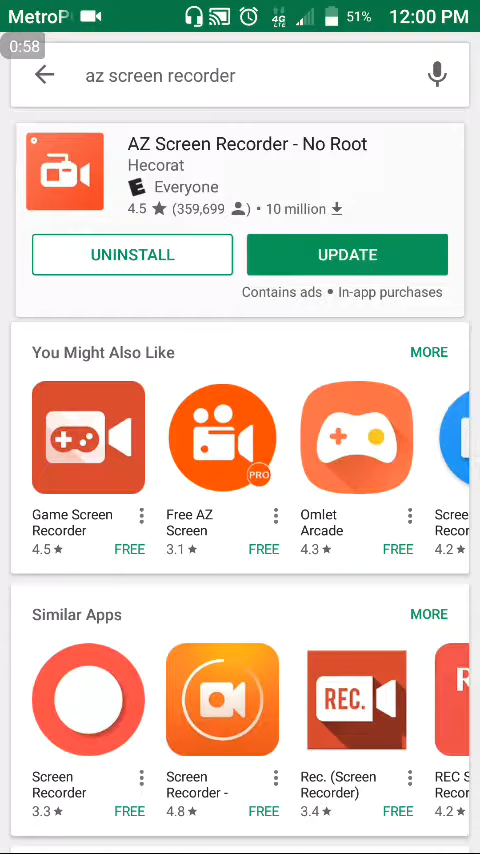 MetroP 4G LTE 51% 12:00 PM
0:58
az screen recorder
AZ Screen Recorder - No Root
Hecorat
E Everyone
4.5 ★ (359,699 ) • 10 million
UNINSTALL UPDATE
Contains ads • In-app purchases
You Might Also Like MORE
PRO
Game Screen Free AZ Omlet Scree
Recorder Screen Arcade Recor
4.5 ★ FREE 3.1 ★ FREE 4.3 ★ FREE 4.2 ★
Similar Apps MORE
REC. R
Screen Screen Rec. (Screen REC S
Recorder Recorder - Recorder) Recor
3.3 ★ FREE 4.8 ★ FREE 3.4 ★ FREE 4.2 ★